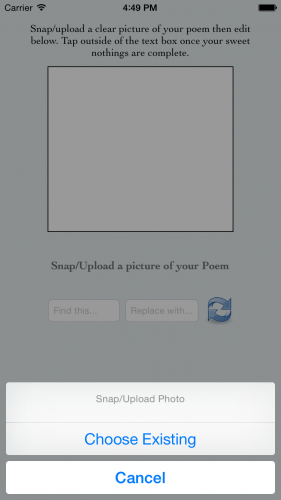 Carrier 4:49 PM
Snap/upload a clear picture of your poem then edit
below. Tap outside of the text box once your sweet
nothings are complete.
Snap/Upload a picture of your Poem
Find this... Replace with...
Snap/Upload Photo
Choose Existing
Cancel